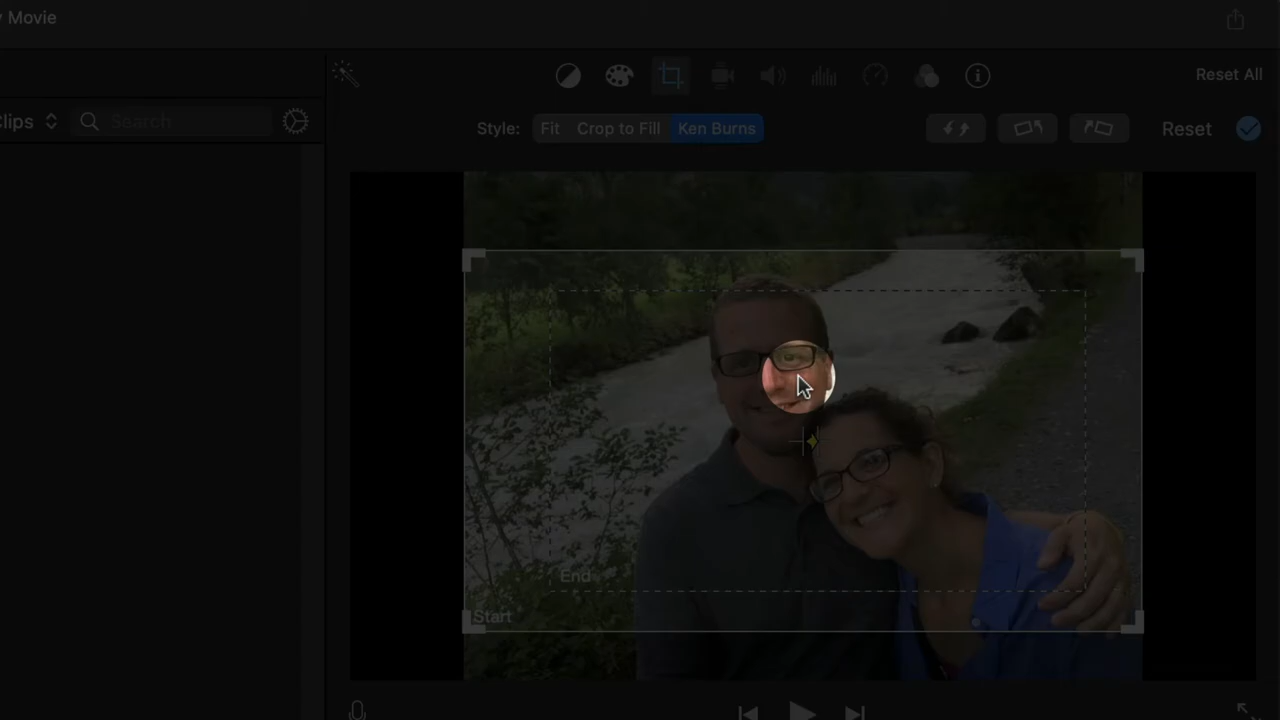 Movie
Reset All
Clips
Search
Style:
Fit
Crop to Fill
Ken Burns
Reset
End
Start